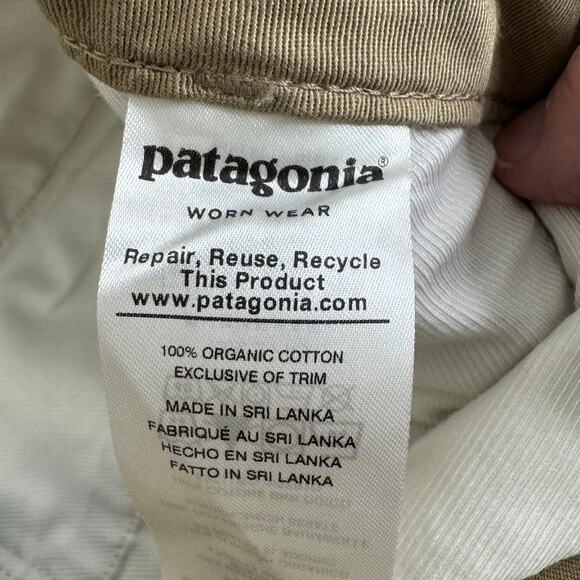 patagonia®
WORN WEAR
Repair, Reuse, Recycle
This Product
www.patagonia.com
100% ORGANIC COTTON
EXCLUSIVE OF TRIM
MADE IN SRI LANKA
FABRIQUÉ AU SRI LANKA
HECHO EN SRI LANKA
FATTO IN SRI LANKA